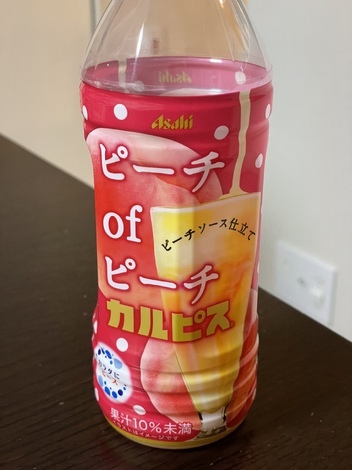 Asahi
ピーチ
of
ピーチ
ピーチソース仕立て
カルピス
果汁10%未満